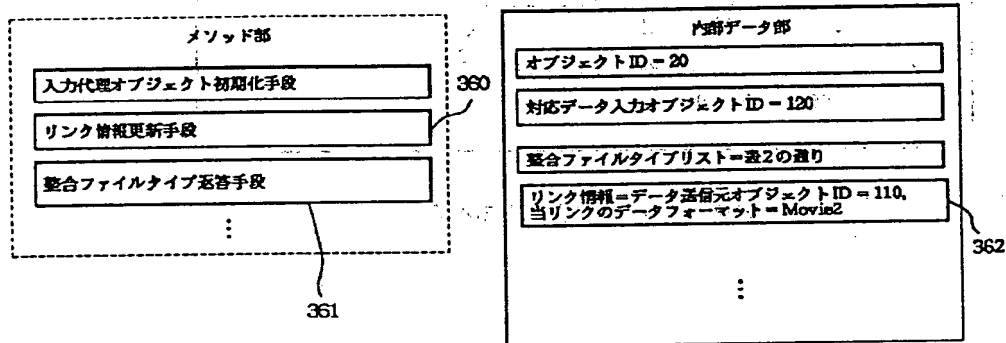 メソッド部
入力代理オブジェクト初期化手段
リンク情報更新手段
整合ファイルタイプ返答手段
360
361
内部データ部
オブジェクトID=20
対応データ入力オブジェクトID=120
整合ファイルタイプリスト=表2の通り
リンク情報=データ送信元オブジェクトID=110,
当リンクのデータフォーマット=Movie2
362